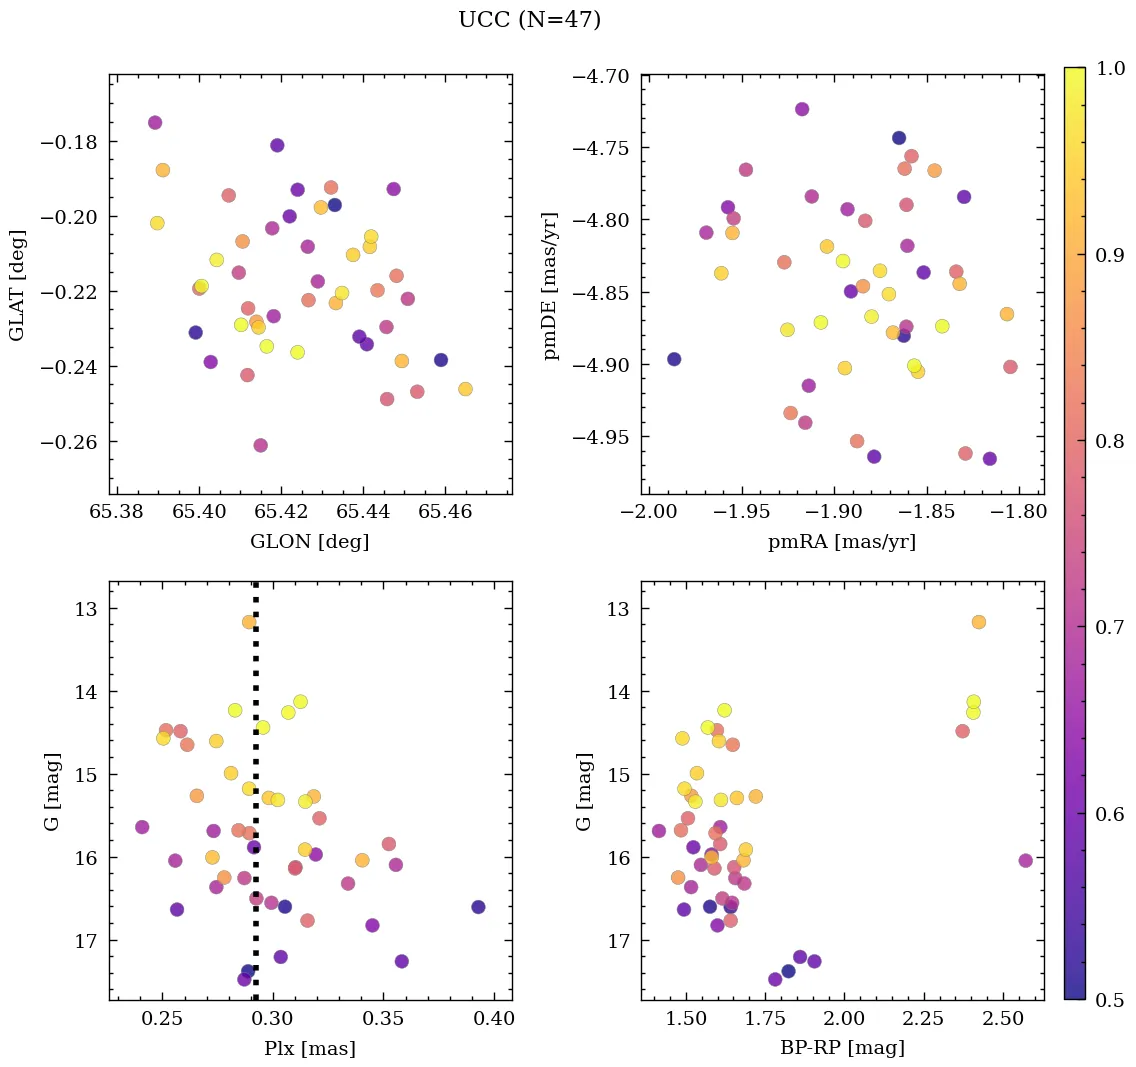 UCC (N=47)
−0.18
−0.20
−0.22
−0.24
−0.26
GLAT [deg]
65.38 65.40 65.42 65.44 65.46
GLON [deg]
−4.70
−4.75
−4.80
−4.85
−4.90
−4.95
pmDE [mas/yr]
−2.00 −1.95 −1.90 −1.85 −1.80
pmRA [mas/yr]
13
14
15
16
17
G [mag]
0.25 0.30 0.35 0.40
Plx [mas]
13
14
15
16
17
G [mag]
1.50 1.75 2.00 2.25 2.50
BP-RP [mag]
1.0
0.9
0.8
0.7
0.6
0.5